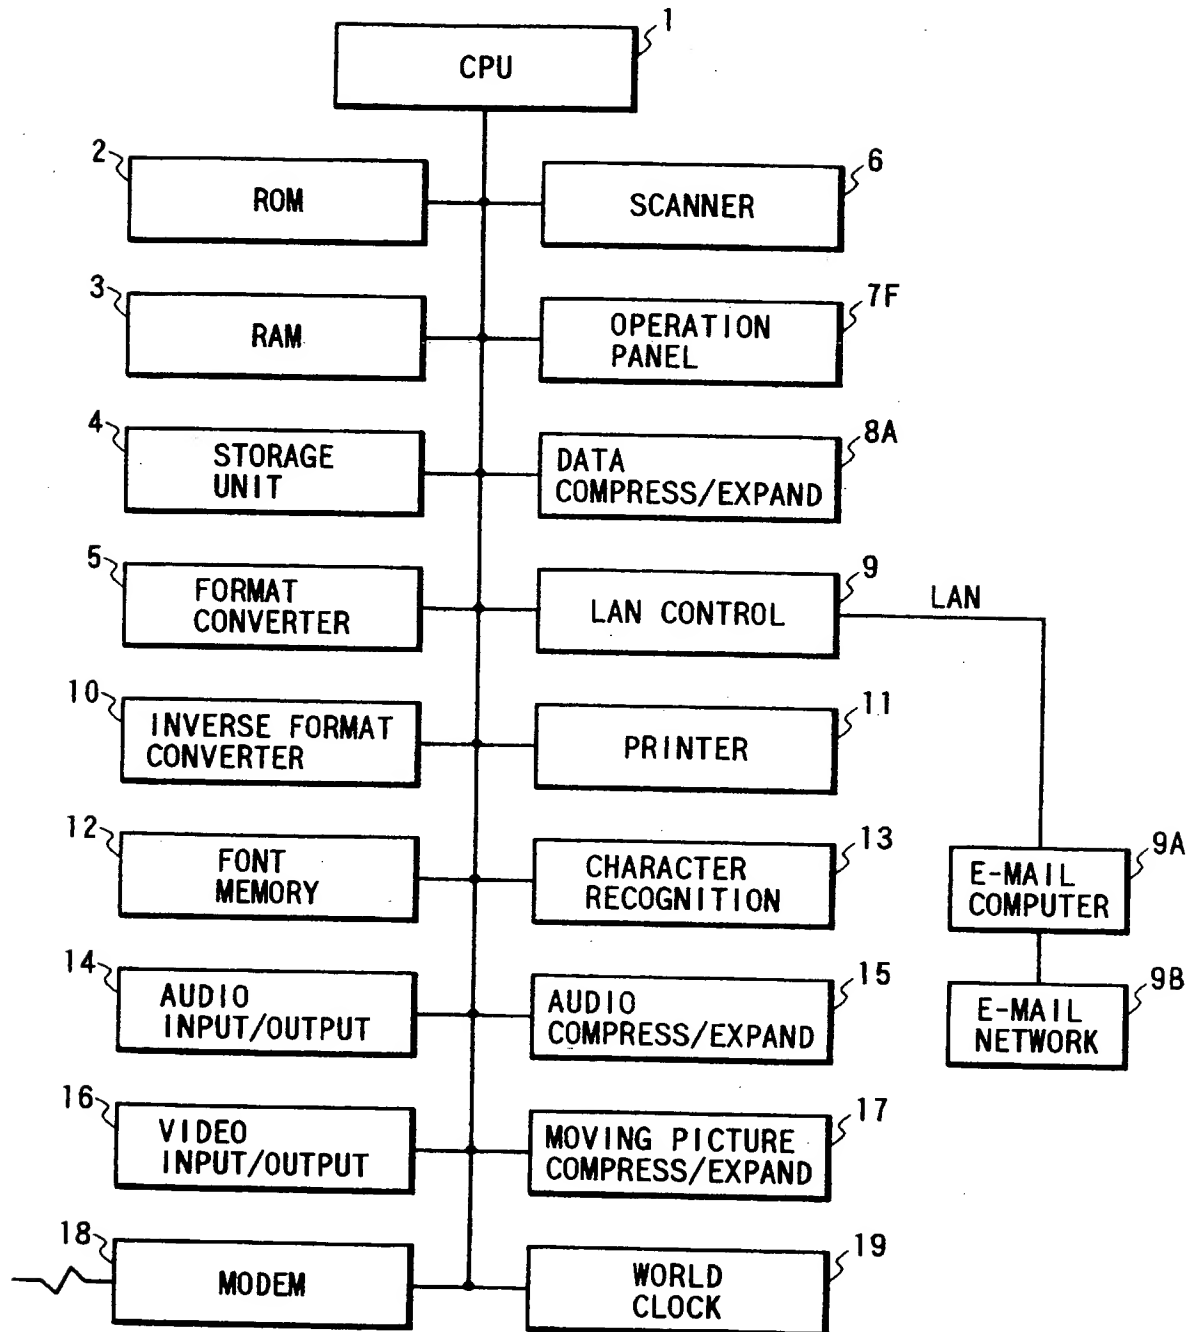 1
CPU
2
ROM
6
SCANNER
3
RAM
7F
OPERATION
PANEL
4
STORAGE
UNIT
8A
DATA
COMPRESS/EXPAND
5
FORMAT
CONVERTER
9
LAN CONTROL
LAN
10
INVERSE FORMAT
CONVERTER
11
PRINTER
12
FONT
MEMORY
13
CHARACTER
RECOGNITION
9A
E-MAIL
COMPUTER
14
AUDIO
INPUT/OUTPUT
15
AUDIO
COMPRESS/EXPAND
9B
E-MAIL
NETWORK
16
VIDEO
INPUT/OUTPUT
17
MOVING PICTURE
COMPRESS/EXPAND
18
MODEM
19
WORLD
CLOCK